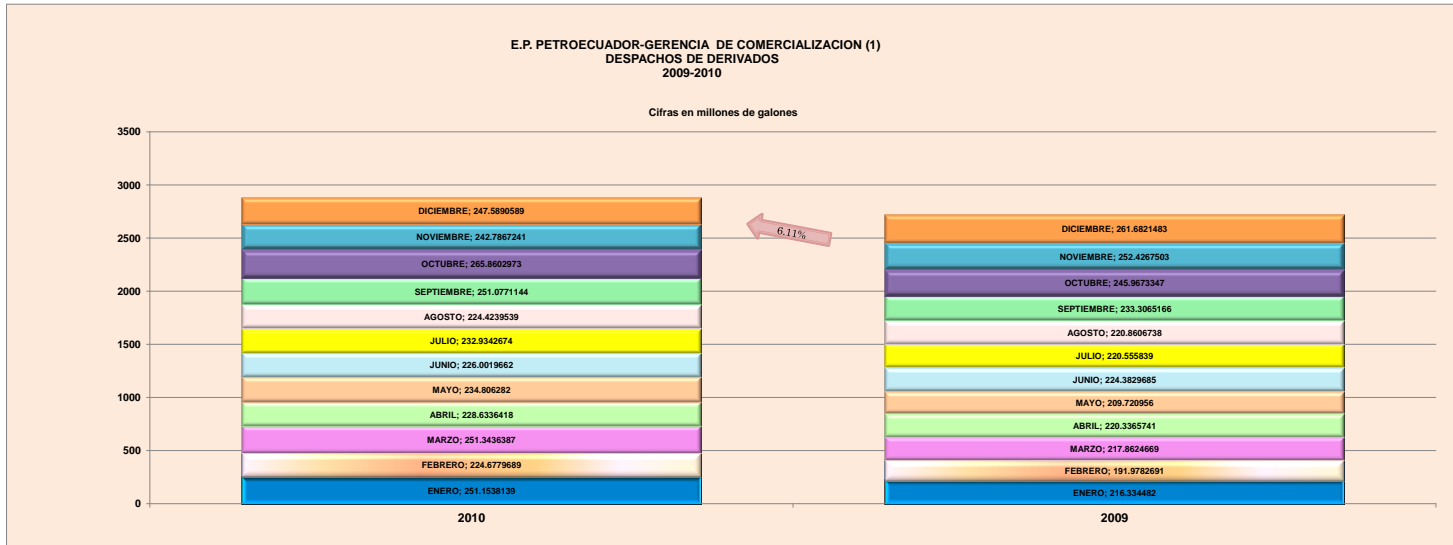 E.P. PETROECUADOR-GERENCIA DE COMERCIALIZACION (1)
DESPACHOS DE DERIVADOS
2009-2010
Cifras en millones de galones
3500
3000
2500
2000
1500
1000
500
0
DICIEMBRE; 247.5890589
NOVIEMBRE; 242.7867241
OCTUBRE; 265.8602973
SEPTIEMBRE; 251.0771144
AGOSTO; 224.4239539
JULIO; 232.9342674
JUNIO; 226.0019662
MAYO; 234.806282
ABRIL; 228.6336418
MARZO; 251.3436387
FEBRERO; 224.6779689
ENERO; 251.1538139
2010
6.11%
DICIEMBRE; 261.6821483
NOVIEMBRE; 252.4267503
OCTUBRE; 245.9673347
SEPTIEMBRE; 233.3065166
AGOSTO; 220.8606738
JULIO; 220.555839
JUNIO; 224.3829685
MAYO; 209.720956
ABRIL; 220.3365741
MARZO; 217.8624669
FEBRERO; 191.9782691
ENERO; 216.334482
2009